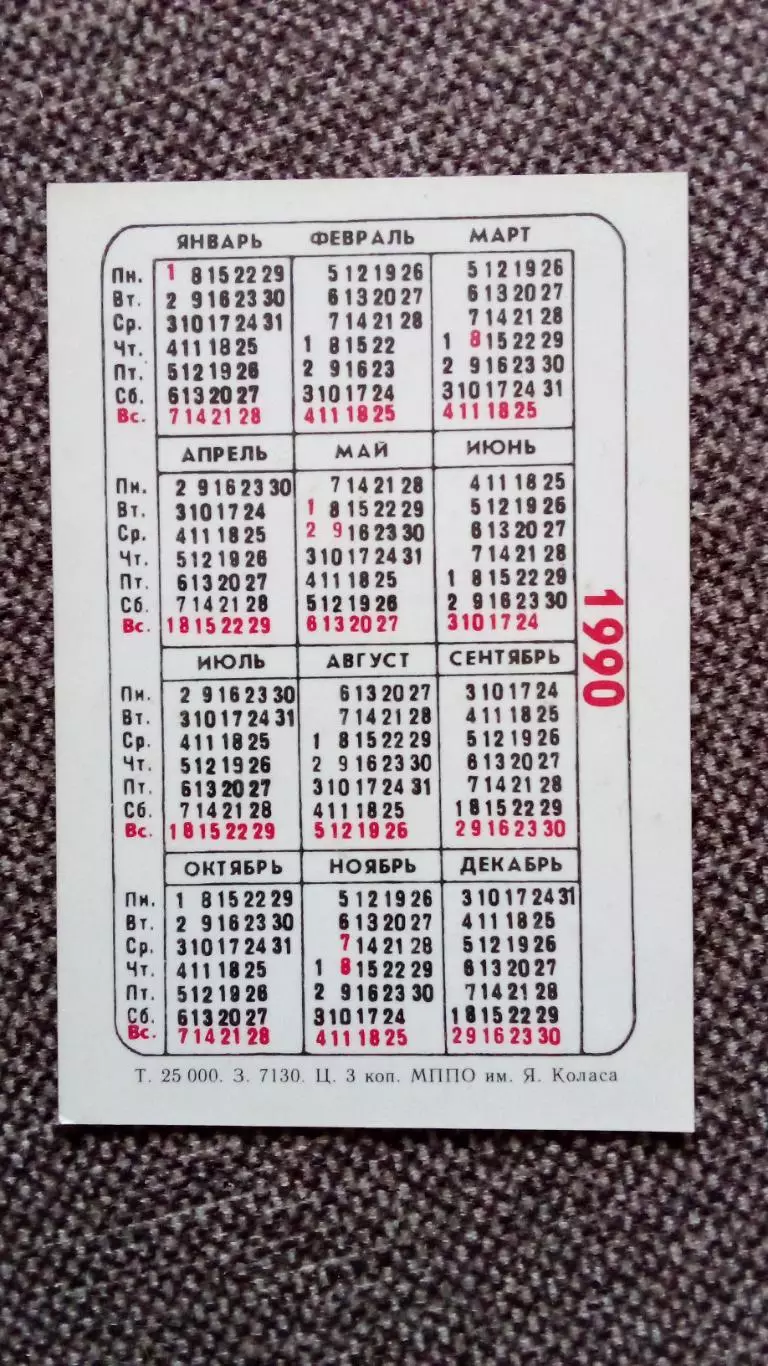 ЯНВАРЬ ФЕВРАЛЬ МАРТ
Пн. 1 8 15 22 29 5 12 19 26 5 12 19 26
Вт. 2 9 16 23 30 6 13 20 27 6 13 20 27
Ср. 3 10 17 24 31 7 14 21 28 7 14 21 28
Чт. 4 11 18 25 1 8 15 22 1 8 15 22 29
Пт. 5 12 19 26 2 9 16 23 2 9 16 23 30
Сб. 6 13 20 27 3 10 17 24 3 10 17 24 31
Вс. 7 14 21 28 4 11 18 25 4 11 18 25
АПРЕЛЬ МАЙ ИЮНЬ
Пн. 2 9 16 23 30 7 14 21 28 4 11 18 25
Вт. 3 10 17 24 1 8 15 22 29 5 12 19 26
Ср. 4 11 18 25 2 9 16 23 30 6 13 20 27
Чт. 5 12 19 26 3 10 17 24 31 7 14 21 28
Пт. 6 13 20 27 4 11 18 25 1 8 15 22 29
Сб. 7 14 21 28 5 12 19 26 2 9 16 23 30
Вс. 1 8 15 22 29 6 13 20 27 3 10 17 24
1990
ИЮЛЬ АВГУСТ СЕНТЯБРЬ
Пн. 2 9 16 23 30 6 13 20 27 3 10 17 24
Вт. 3 10 17 24 31 7 14 21 28 4 11 18 25
Ср. 4 11 18 25 1 8 15 22 29 5 12 19 26
Чт. 5 12 19 26 2 9 16 23 30 6 13 20 27
Пт. 6 13 20 27 3 10 17 24 31 7 14 21 28
Сб. 7 14 21 28 4 11 18 25 1 8 15 22 29
Вс. 1 8 15 22 29 5 12 19 26 2 9 16 23 30
ОКТЯБРЬ НОЯБРЬ ДЕКАБРЬ
Пн. 1 8 15 22 29 5 12 19 26 3 10 17 24 31
Вт. 2 9 16 23 30 6 13 20 27 4 11 18 25
Ср. 3 10 17 24 31 7 14 21 28 5 12 19 26
Чт. 4 11 18 25 1 8 15 22 29 6 13 20 27
Пт. 5 12 19 26 2 9 16 23 30 7 14 21 28
Сб. 6 13 20 27 3 10 17 24 1 8 15 22 29
Вс. 7 14 21 28 4 11 18 25 2 9 16 23 30
Т. 25 000. З. 7130. Ц. 3 коп. МППО им. Я. Коласа